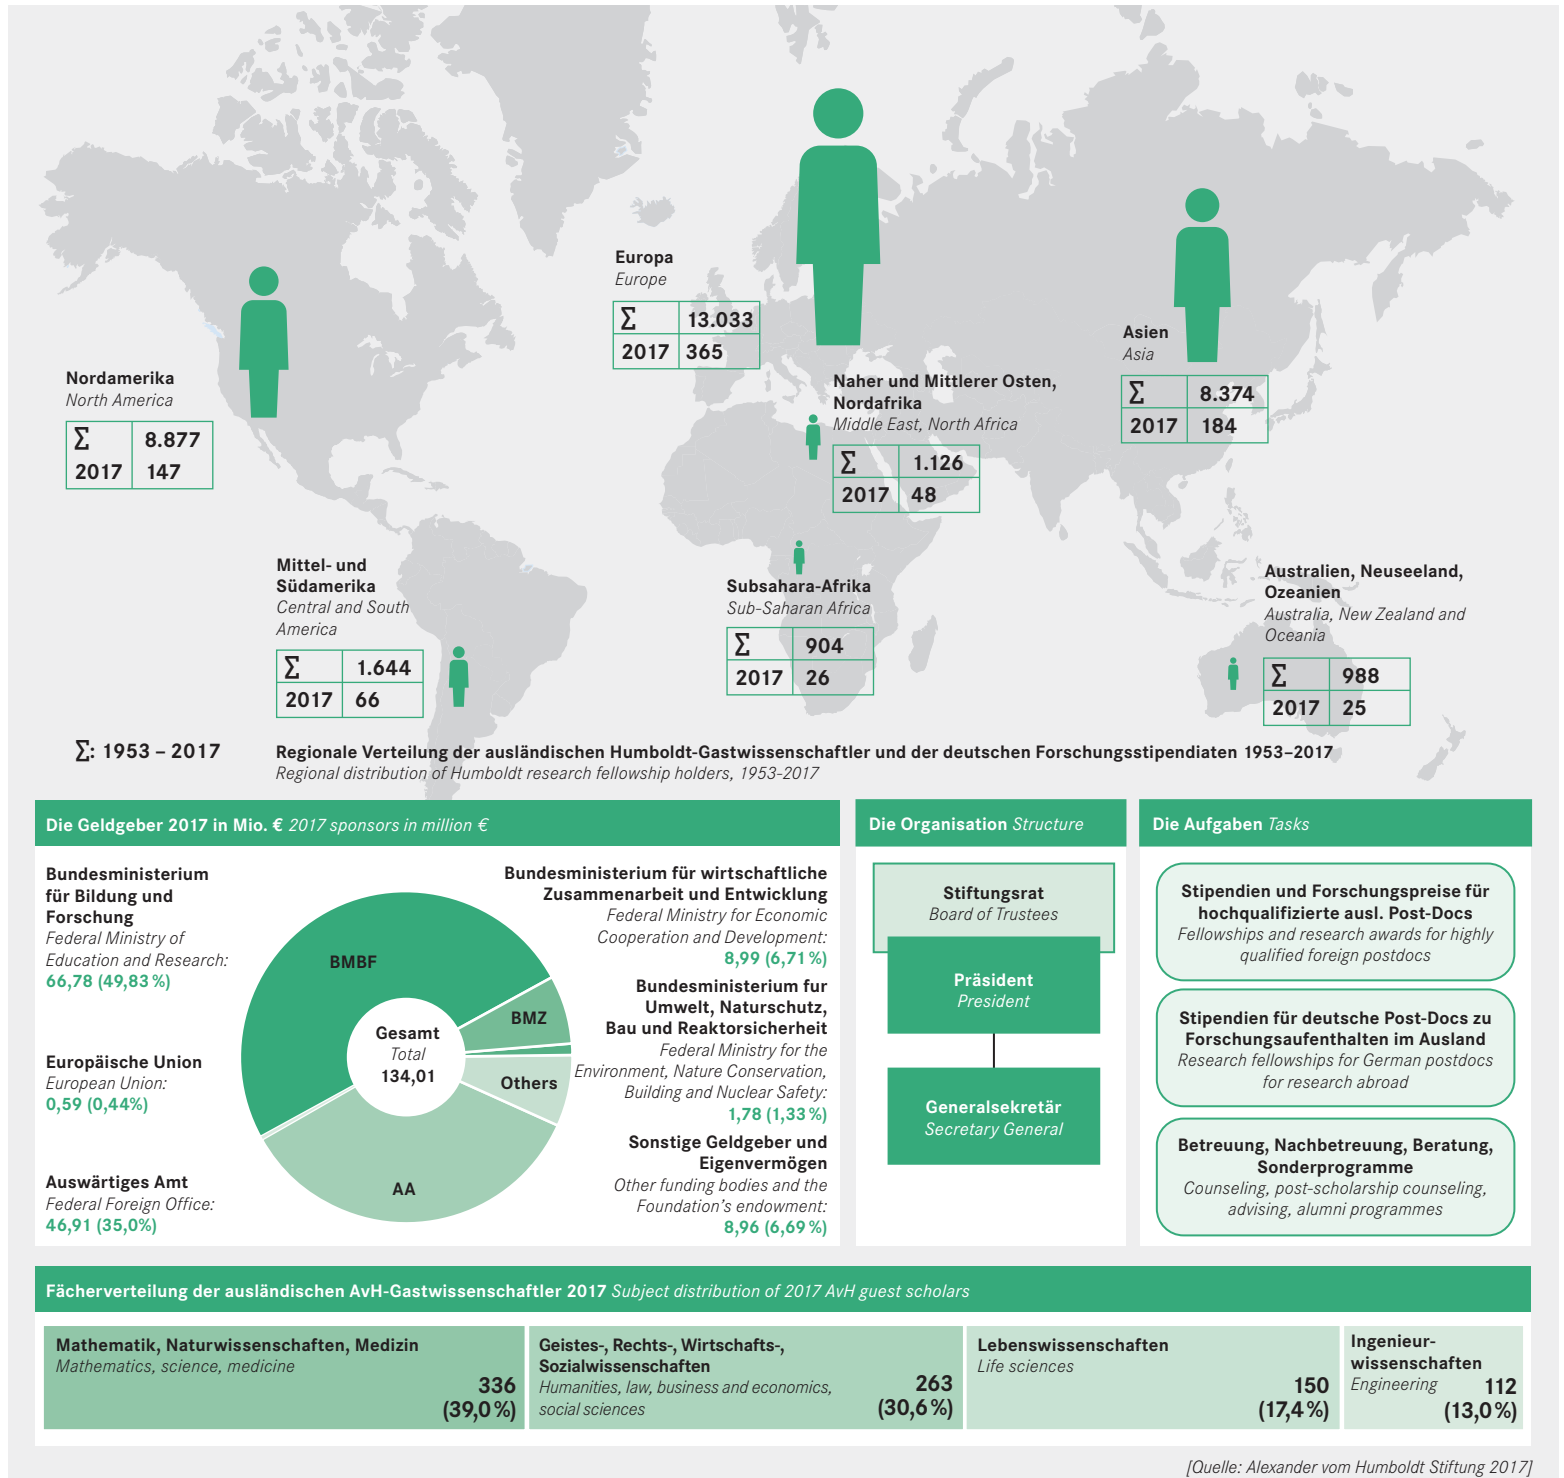 Europa
Europe
Σ 13.033
2017 365
Asien
Asia
Σ 8.374
2017 184
Nordamerika
North America
Σ 8.877
2017 147
Naher und Mittlerer Osten,
Nordafrika
Middle East, North Africa
Σ 1.126
2017 48
Mittel- und
Südamerika
Central and South
America
Σ 1.644
2017 66
Subsahara-Afrika
Sub-Saharan Africa
Σ 904
2017 26
Australien, Neuseeland,
Ozeanien
Australia, New Zealand and
Oceania
Σ 988
2017 25
Σ: 1953 – 2017
Regionale Verteilung der ausländischen Humboldt-Gastwissenschaftler und der deutschen Forschungsstipendiaten 1953–2017
Regional distribution of Humboldt research fellowship holders, 1953-2017
Die Geldgeber 2017 in Mio. € 2017 sponsors in million €
Bundesministerium
für Bildung und
Forschung
Federal Ministry of
Education and Research:
66,78 (49,83 %)
Europäische Union
European Union:
0,59 (0,44%)
Auswärtiges Amt
Federal Foreign Office:
46,91 (35,0%)
BMBF
BMZ
Others
AA
Gesamt
Total
134,01
Bundesministerium für wirtschaftliche
Zusammenarbeit und Entwicklung
Federal Ministry for Economic
Cooperation and Development:
8,99 (6,71 %)
Bundesministerium fur
Umwelt, Naturschutz,
Bau und Reaktorsicherheit
Federal Ministry for the
Environment, Nature Conservation,
Building and Nuclear Safety:
1,78 (1,33 %)
Sonstige Geldgeber und
Eigenvermögen
Other funding bodies and the
Foundation's endowment:
8,96 (6,69 %)
Die Organisation Structure
Stiftungsrat
Board of Trustees
Präsident
President
Generalsekretär
Secretary General
Die Aufgaben Tasks
Stipendien und Forschungspreise für
hochqualifizierte ausl. Post-Docs
Fellowships and research awards for highly
qualified foreign postdocs
Stipendien für deutsche Post-Docs zu
Forschungsaufenthalten im Ausland
Research fellowships for German postdocs
for research abroad
Betreuung, Nachbetreuung, Beratung,
Sonderprogramme
Counseling, post-scholarship counseling,
advising, alumni programmes
Fächerverteilung der ausländischen AvH-Gastwissenschaftler 2017 Subject distribution of 2017 AvH guest scholars
Mathematik, Naturwissenschaften, Medizin
Mathematics, science, medicine
336
(39,0 %)
Geistes-, Rechts-, Wirtschafts-,
Sozialwissenschaften
Humanities, law, business and economics,
social sciences
263
(30,6 %)
Lebenswissenschaften
Life sciences
150
(17,4 %)
Ingenieur-
wissenschaften
Engineering
112
(13,0 %)
[Quelle: Alexander vom Humboldt Stiftung 2017]